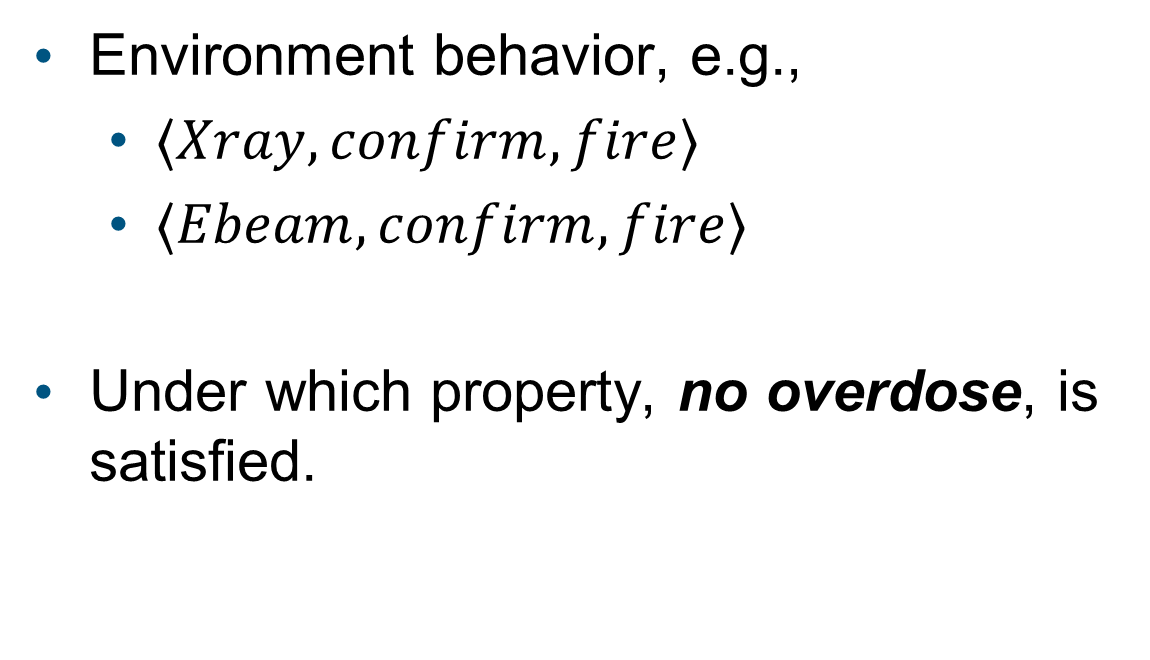 • Environment behavior, e.g.,
• ⟨Xray, confirm, fire⟩
• ⟨Ebeam, confirm, fire⟩
• Under which property, no overdose, is
satisfied.